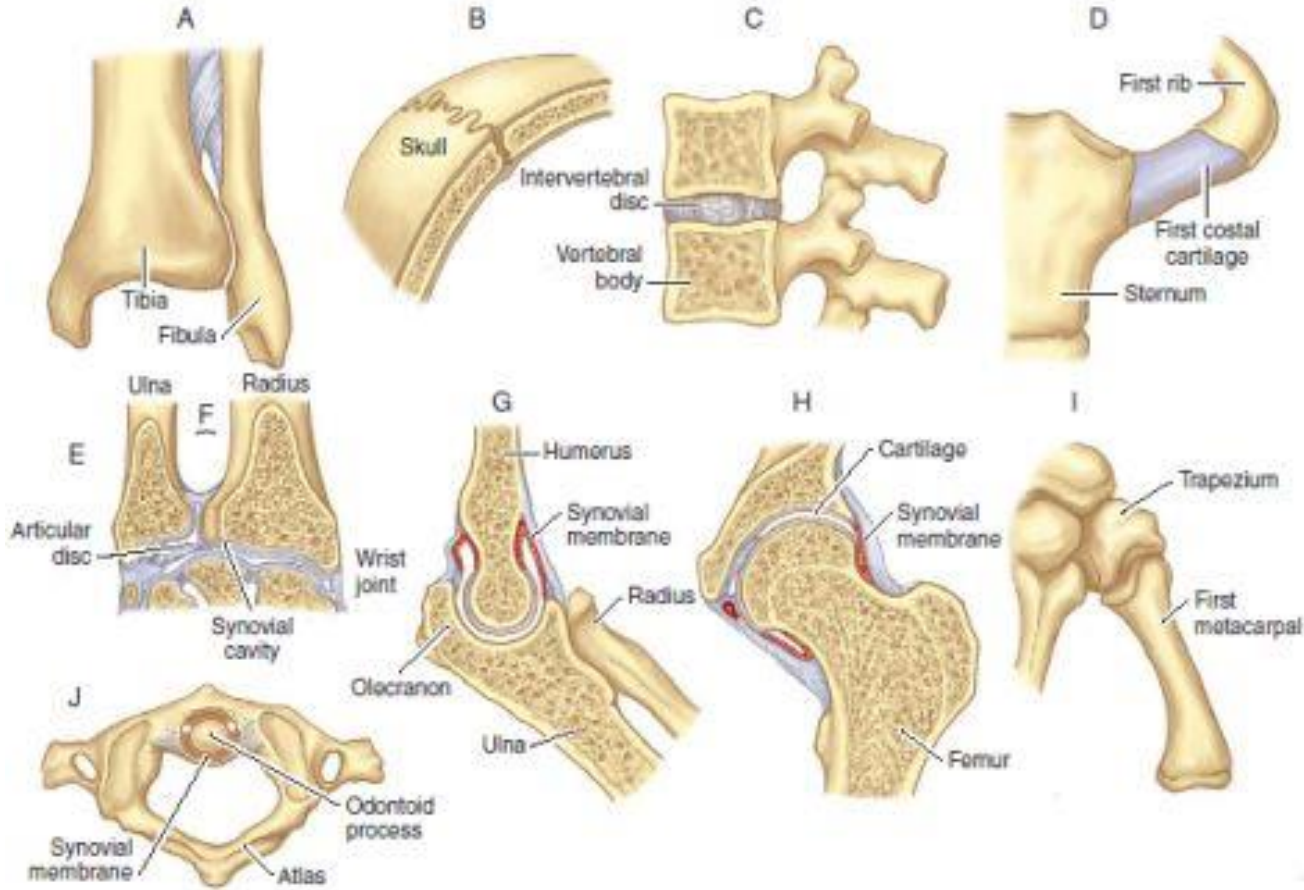 A
B
C
D
First rib
Skull
Intervertebral
disc
First costal
cartilage
Vertebral
body
Tibia
Sternum
Fibula
Ulna
Radius
F
G
H
I
E
Humerus
Cartilage
Trapezium
Articular
disc
Synovial
membrane
Synovial
membrane
Wrist
joint
Radius
First
metacarpal
Synovial
cavity
Olecranon
J
Ulna
Femur
Odontoid
process
Synovial
membrane
Atlas